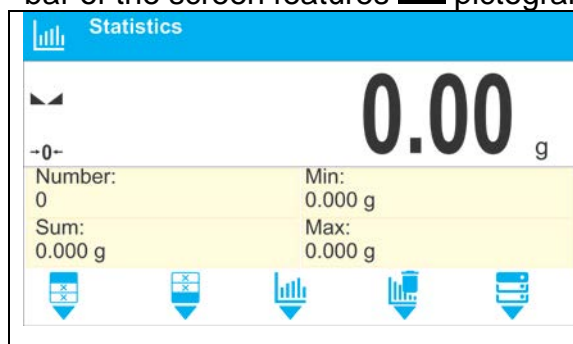 bar of the screen features pictogra
Statistics
→0←
0.00 g
Number: Min:
0 0.000 g
Sum: Max:
0.000 g 0.000 g